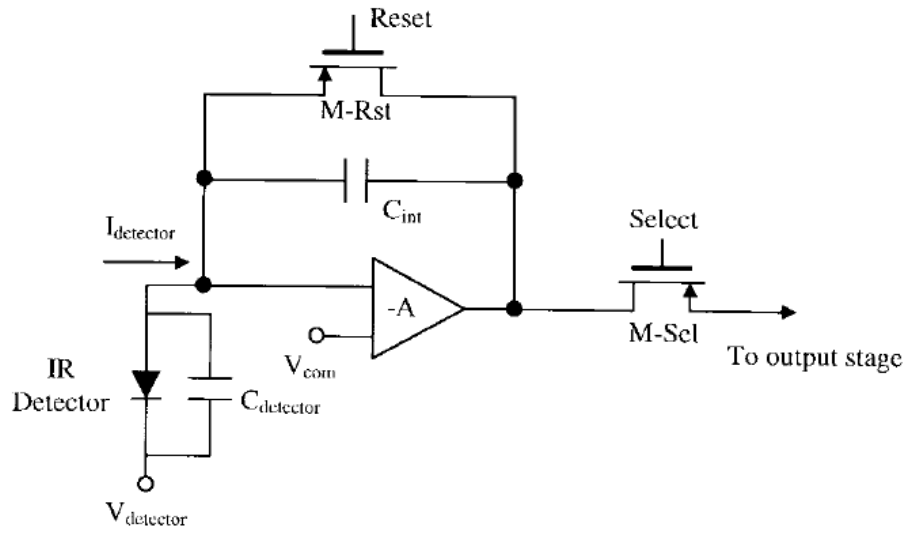 Reset
M-Rst
C_int
Select
I_detector
-A
M-Sel
V_com
To output stage
IR
Detector
C_detector
V_detector